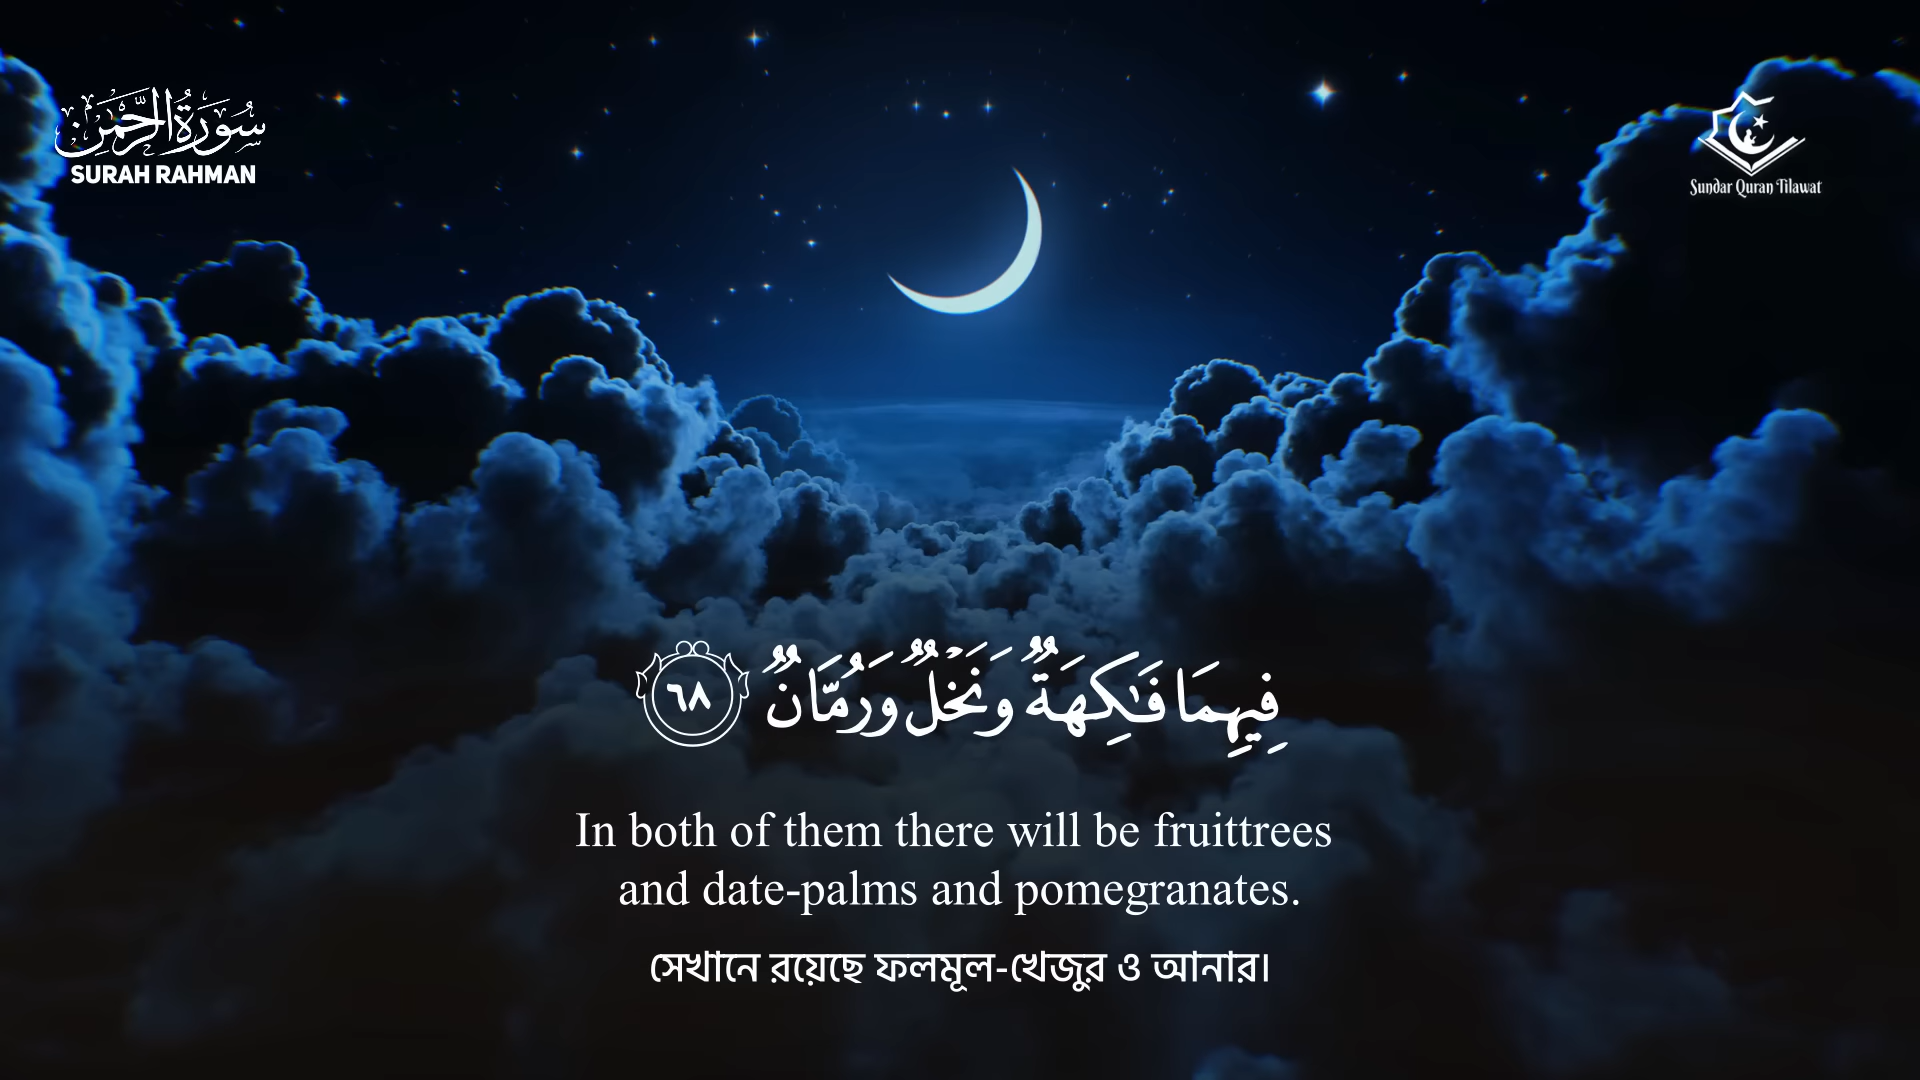 سُورَةُ الرَّحْمَٰن
SURAH RAHMAN
Sundar Quran Tilawat
فِيهِمَا فَـٰكِهَةٌ وَنَخْلٌ وَرُمَّانٌ ٦٨
In both of them there will be fruittrees
and date-palms and pomegranates.
সেখানে রয়েছে ফলমূল-খেজুর ও আনার।